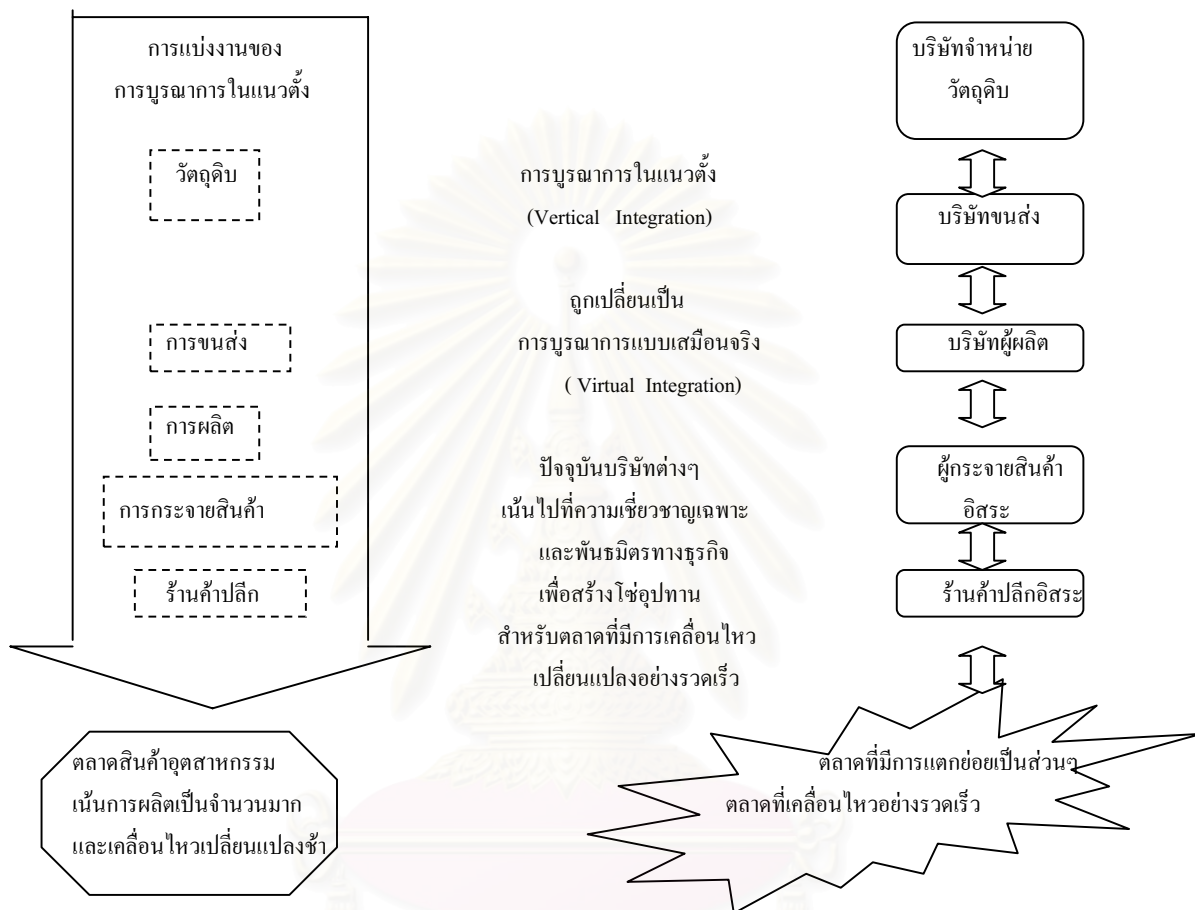 การแบ่งงานของ
การบูรณาการในแนวตั้ง
วัตถุดิบ
การขนส่ง
การผลิต
การกระจายสินค้า
ร้านค้าปลีก
ตลาดสินค้าอุตสาหกรรม
เน้นการผลิตเป็นจำนวนมาก
และเคลื่อนไหวเปลี่ยนแปลงช้า
การบูรณาการในแนวตั้ง
(Vertical Integration)
ถูกเปลี่ยนเป็น
การบูรณาการแบบเสมือนจริง
( Virtual Integration)
ปัจจุบันบริษัทต่างๆ
เน้นไปที่ความเชี่ยวชาญเฉพาะ
และพันธมิตรทางธุรกิจ
เพื่อสร้างโซ่อุปทาน
สำหรับตลาดที่มีการเคลื่อนไหว
เปลี่ยนแปลงอย่างรวดเร็ว
บริษัทจำหน่าย
วัตถุดิบ
บริษัทขนส่ง
บริษัทผู้ผลิต
ผู้กระจายสินค้า
อิสระ
ร้านค้าปลีกอิสระ
ตลาดที่มีการแตกย่อยเป็นส่วนๆ
ตลาดที่เคลื่อนไหวอย่างรวดเร็ว